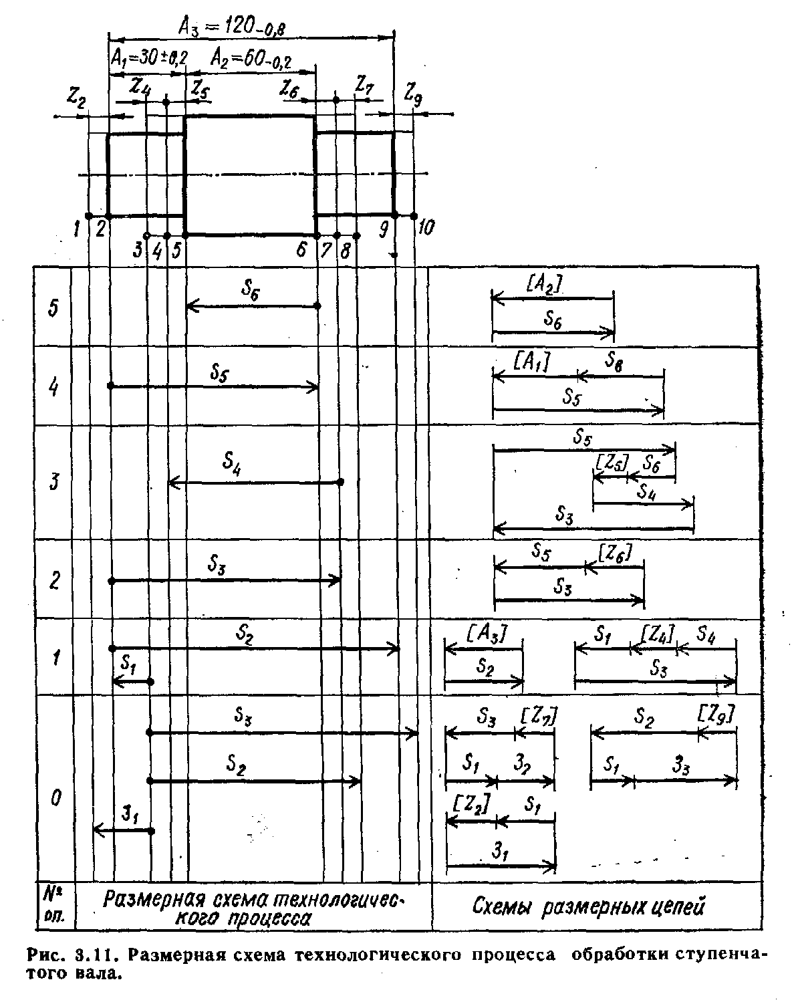 A₃ = 120₋₀,₈
A₁=30±0,2 A₂=60₋₀,₂
Z₂ Z₄ Z₅ Z₆ Z₇ Z₉
1 2 3 4 5 6 7 8 9 10
5 S₆ [A₂]
S₆
4 S₅ [A₁] S₆
S₅
3 S₄ S₅
[Z₅] S₆
S₄
S₃
2 S₃ S₅ [Z₆]
S₃
1 S₂ [A₃] S₁ [Z₄] S₄
S₁ S₂ S₃
0 S₃ S₃ [Z₇] S₂ [Z₉]
S₂ S₁ З₂ S₁ З₃
З₁ [Z₂] S₁
З₁
№ оп.
Размерная схема технологичес-
кого процесса
Схемы размерных цепей
Рис. 3.11. Размерная схема технологического процесса обработки ступенча-
того вала.